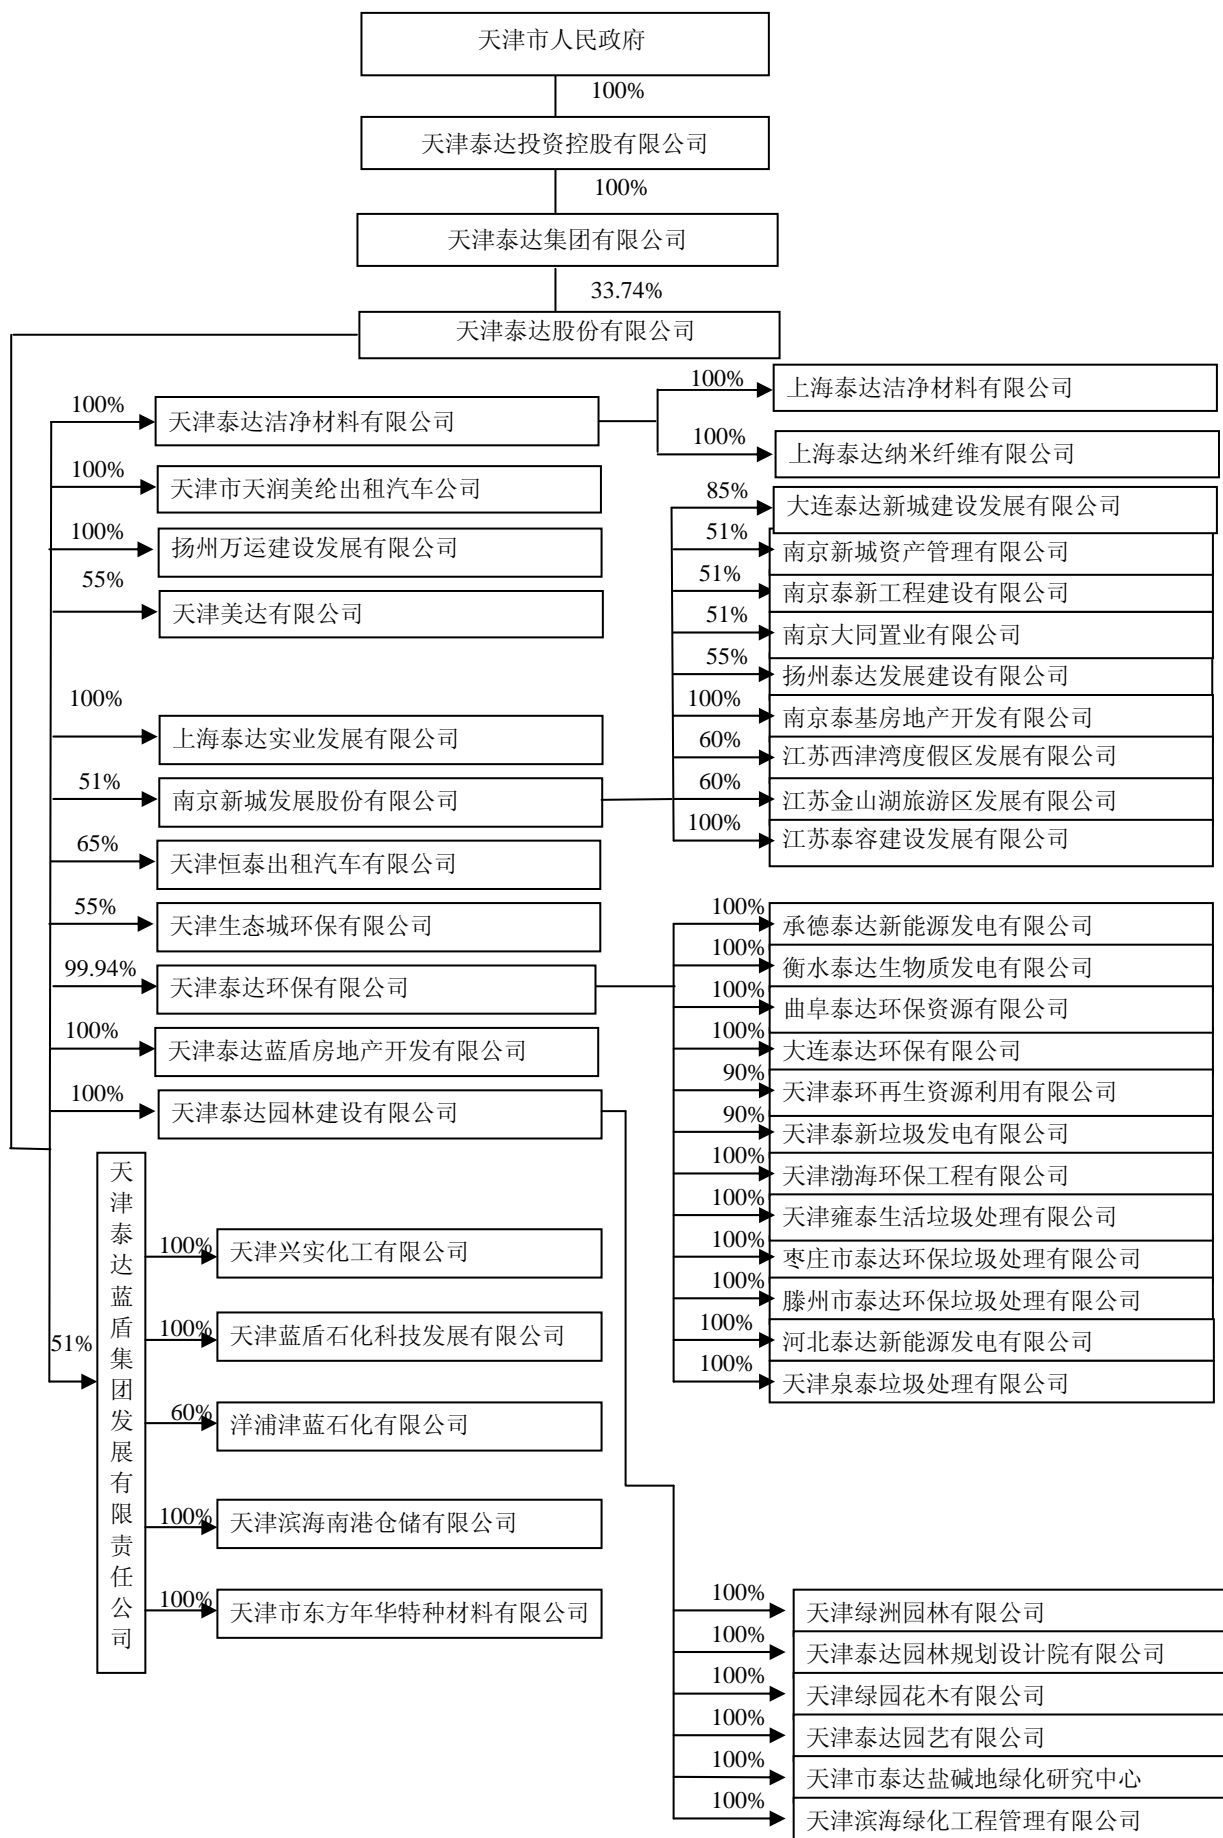 天津市人民政府
100%
天津泰达投资控股有限公司
100%
天津泰达集团有限公司
33.74%
天津泰达股份有限公司
100%
天津泰达洁净材料有限公司
100%
上海泰达洁净材料有限公司
100%
上海泰达纳米纤维有限公司
100%
天津市天润美纶出租汽车公司
100%
扬州万运建设发展有限公司
55%
天津美达有限公司
100%
上海泰达实业发展有限公司
51%
南京新城发展股份有限公司
85%
大连泰达新城建设发展有限公司
51%
南京新城资产管理有限公司
51%
南京泰新工程建设有限公司
51%
南京大同置业有限公司
55%
扬州泰达发展建设有限公司
100%
南京泰基房地产开发有限公司
60%
江苏西津湾度假区发展有限公司
60%
江苏金山湖旅游区发展有限公司
100%
江苏泰容建设发展有限公司
65%
天津恒泰出租汽车有限公司
55%
天津生态城环保有限公司
99.94%
天津泰达环保有限公司
100%
承德泰达新能源发电有限公司
100%
衡水泰达生物质发电有限公司
100%
曲阜泰达环保资源有限公司
100%
大连泰达环保有限公司
90%
天津泰环再生资源利用有限公司
90%
天津泰新垃圾发电有限公司
100%
天津渤海环保工程有限公司
100%
天津雍泰生活垃圾处理有限公司
100%
枣庄市泰达环保垃圾处理有限公司
100%
滕州市泰达环保垃圾处理有限公司
100%
河北泰达新能源发电有限公司
100%
天津泉泰垃圾处理有限公司
100%
天津泰达蓝盾房地产开发有限公司
100%
天津泰达园林建设有限公司
51%
天津泰达蓝盾集团发展有限责任公司
100%
天津兴实化工有限公司
100%
天津蓝盾石化科技发展有限公司
60%
洋浦津蓝石化有限公司
100%
天津滨海南港仓储有限公司
100%
天津市东方年华特种材料有限公司
100%
天津绿洲园林有限公司
100%
天津泰达园林规划设计院有限公司
100%
天津绿园花木有限公司
100%
天津泰达园艺有限公司
100%
天津市泰达盐碱地绿化研究中心
100%
天津滨海绿化工程管理有限公司